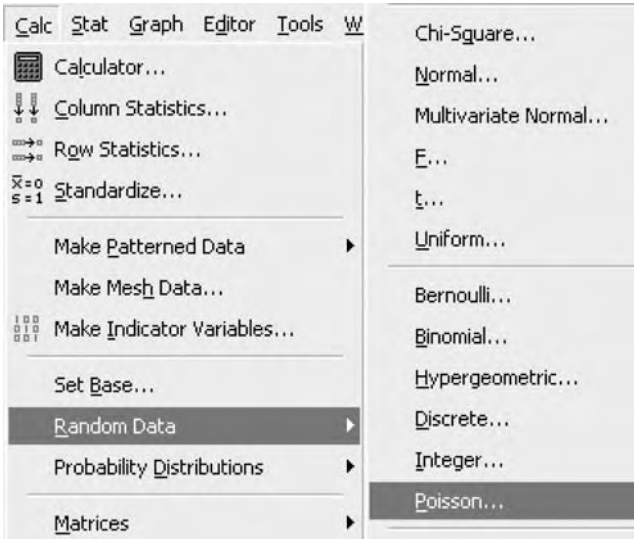 Calc Stat Graph Editor Tools W
Calculator...
Column Statistics...
Row Statistics...
x̄=0
s=1 Standardize...
Make Patterned Data
Make Mesh Data...
Make Indicator Variables...
Set Base...
Random Data
Probability Distributions
Matrices
Chi-Square...
Normal...
Multivariate Normal...
F...
t...
Uniform...
Bernoulli...
Binomial...
Hypergeometric...
Discrete...
Integer...
Poisson...